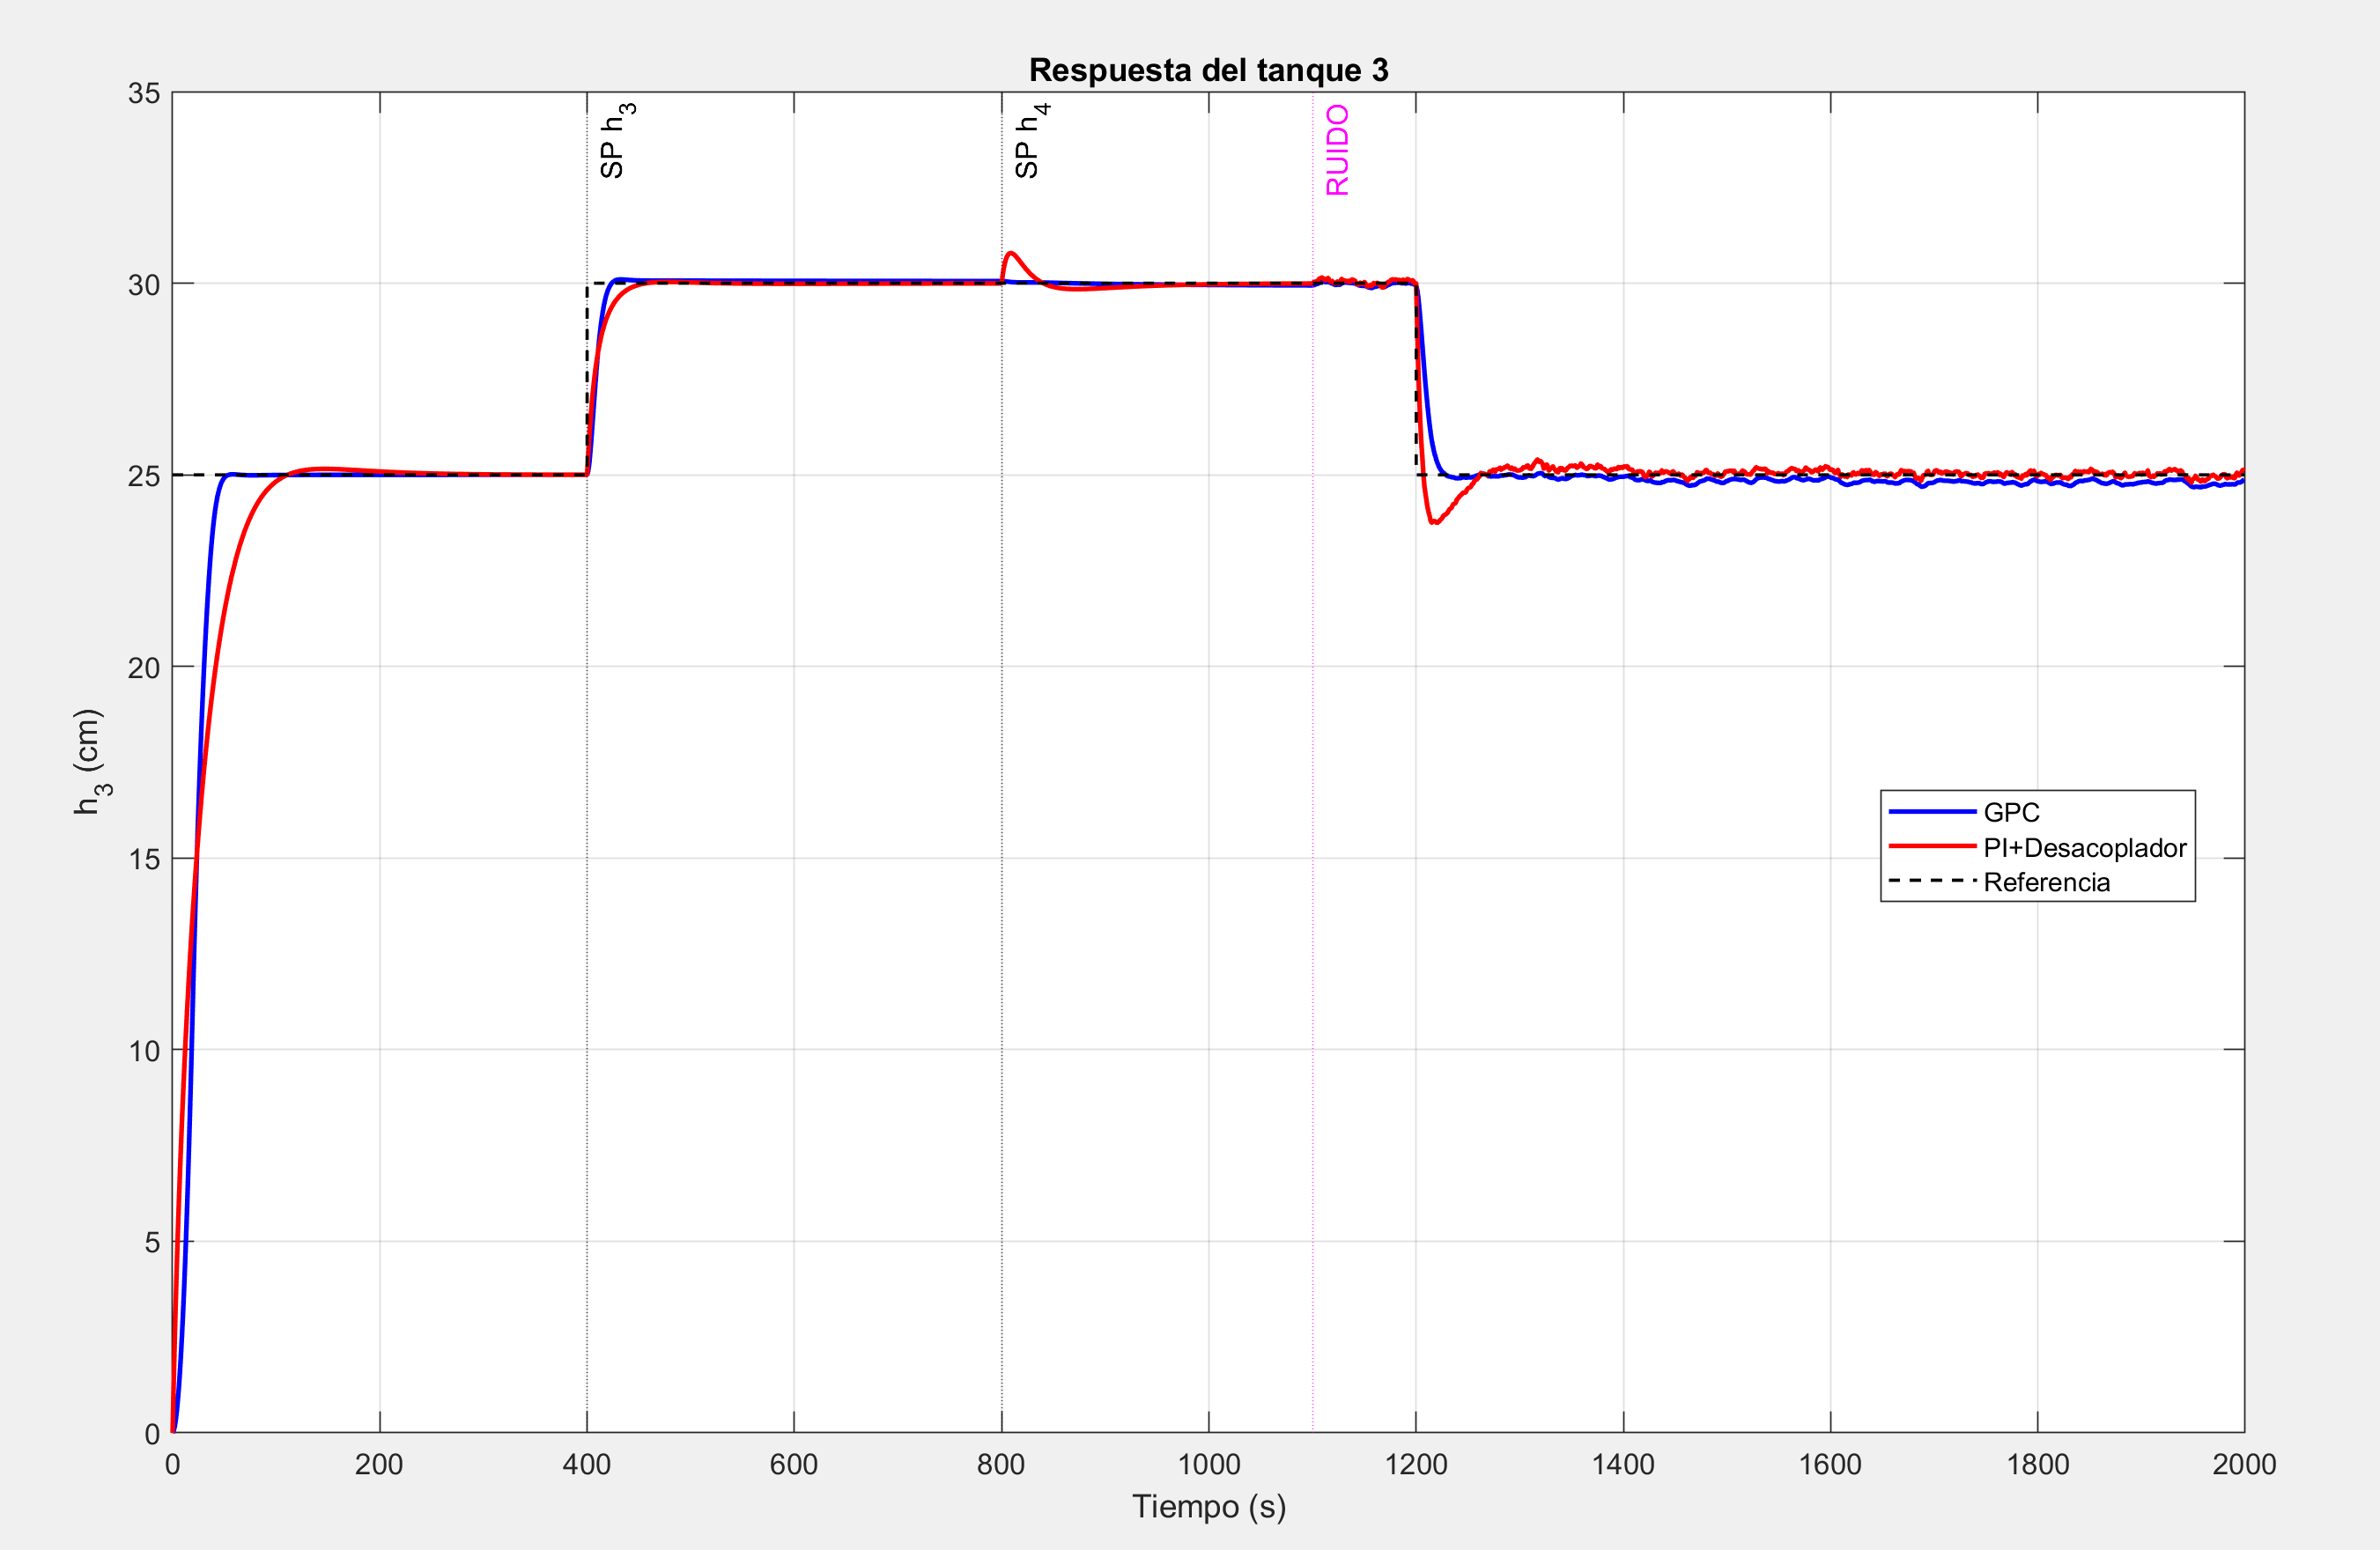 Respuesta del tanque 3
35
30
25
20
15
10
5
0
h3 (cm)
SP h3
SP h4
RUIDO
GPC
PI+Desacoplador
Referencia
0 200 400 600 800 1000 1200 1400 1600 1800 2000
Tiempo (s)